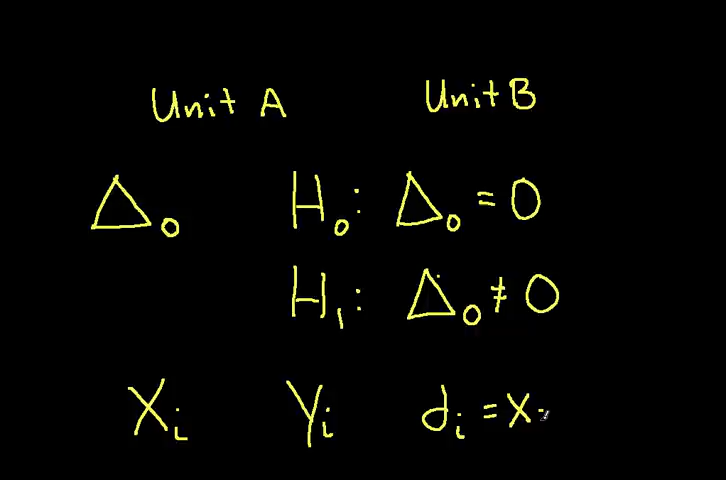 Unit A Unit B
Δ₀ H₀: Δ₀ = 0
H₁: Δ₀ ≠ 0
Xᵢ Yᵢ dᵢ = x